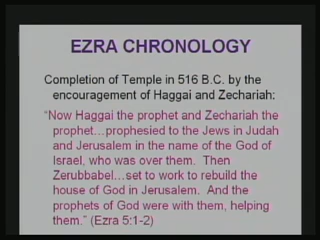 EZRA CHRONOLOGY
Completion of Temple in 516 B.C. by the
encouragement of Haggai and Zechariah:
“Now Haggai the prophet and Zechariah the
prophet…prophesied to the Jews in Judah
and Jerusalem in the name of the God of
Israel, who was over them.  Then
Zerubbabel…set to work to rebuild the
house of God in Jerusalem.  And the
prophets of God were with them, helping
them.” (Ezra 5:1-2)